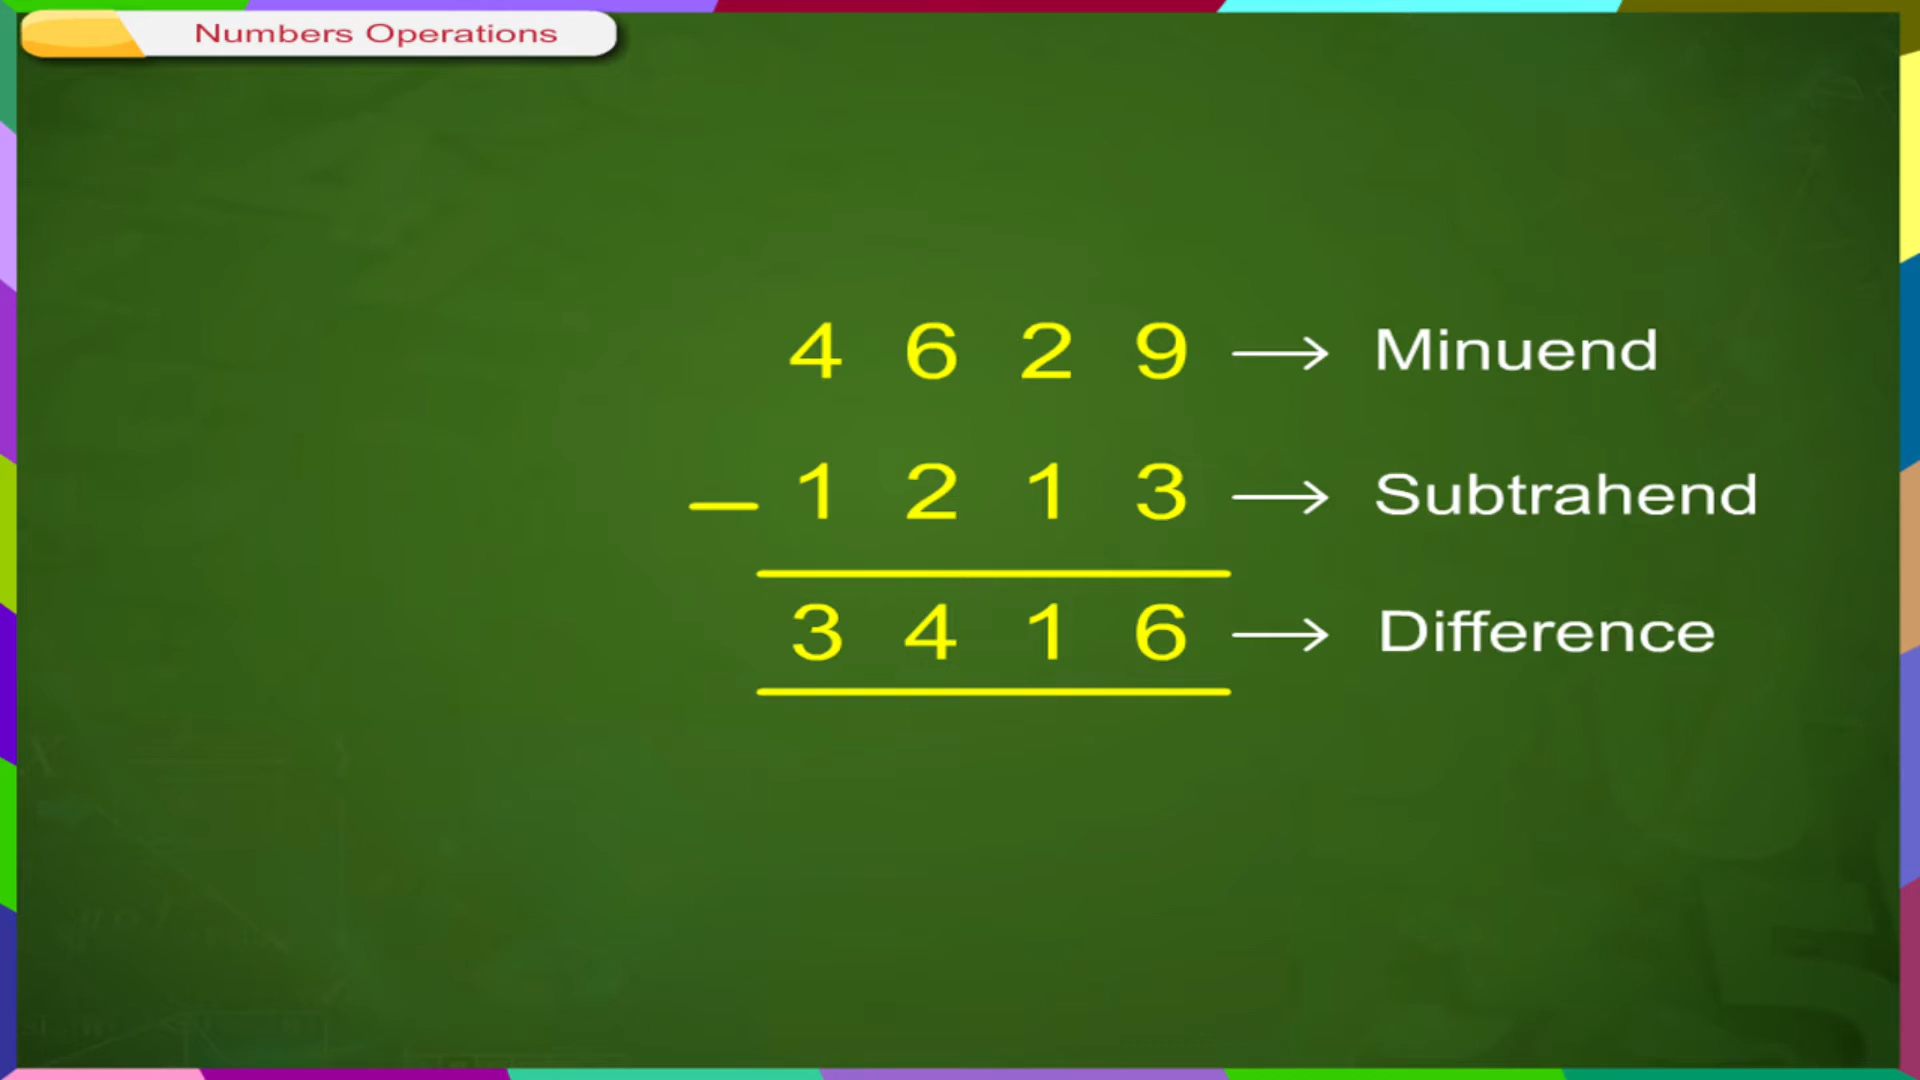 Numbers Operations
4 6 2 9 → Minuend
– 1 2 1 3 → Subtrahend
3 4 1 6 → Difference